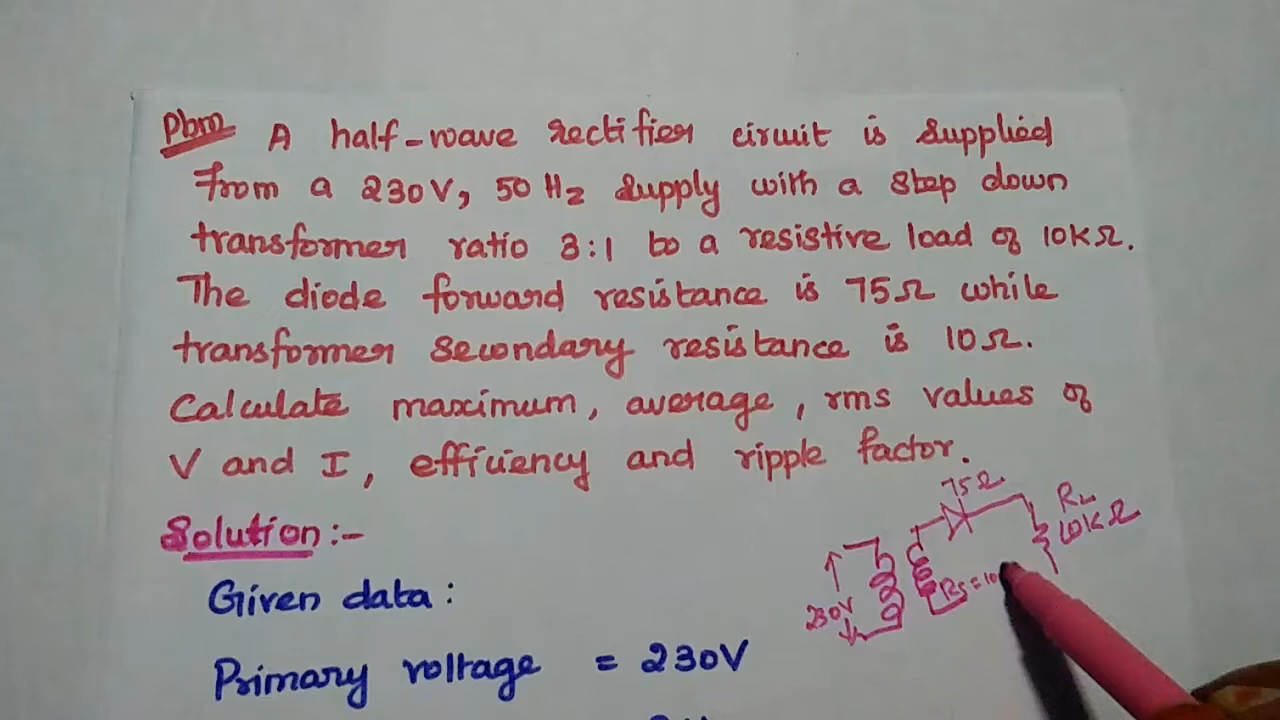 Pbm A half-wave rectifier circuit is supplied
from a 230V, 50 Hz supply with a step down
transformer ratio 3:1 to a resistive load of 10KΩ.
The diode forward resistance is 75Ω while
transformer secondary resistance is 10Ω.
Calculate maximum, average, rms values of
V and I, efficiency and ripple factor.
Solution:-
75Ω
RL
10KΩ
230V
Rs=10
Given data:
Primary voltage = 230V